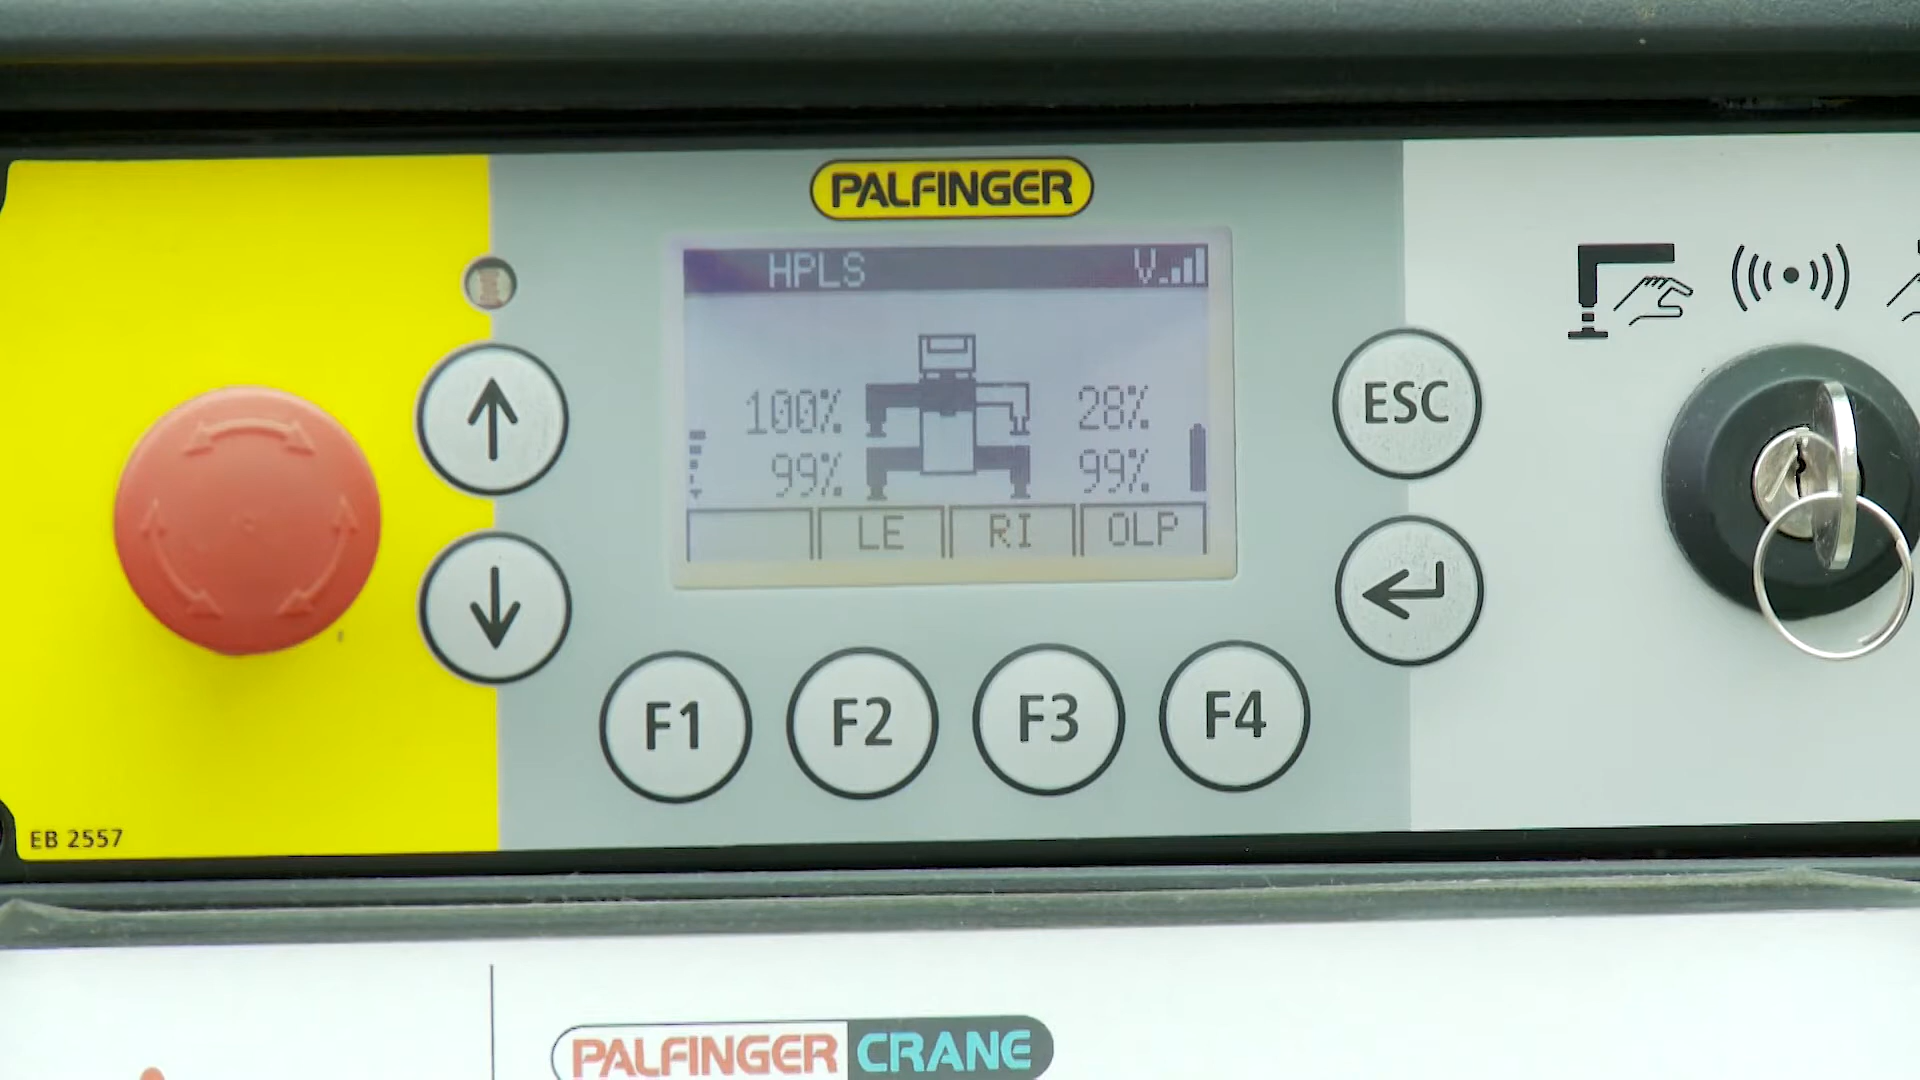 PALFINGER
HPLS
V
100% 28%
99% 99%
LE RI OLP
ESC
F1 F2 F3 F4
EB 2557
PALFINGER CRANE